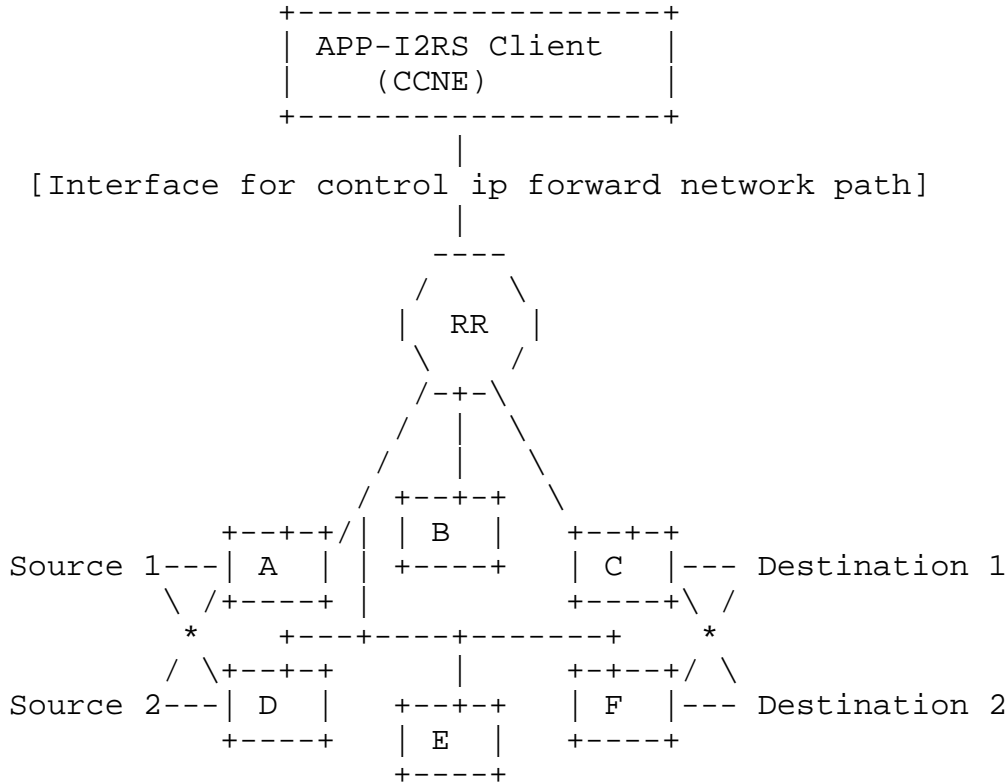 APP-I2RS Client
(CCNE)
[Interface for control ip forward network path]
RR
B
Source 1 A C Destination 1
Source 2 D F Destination 2
E